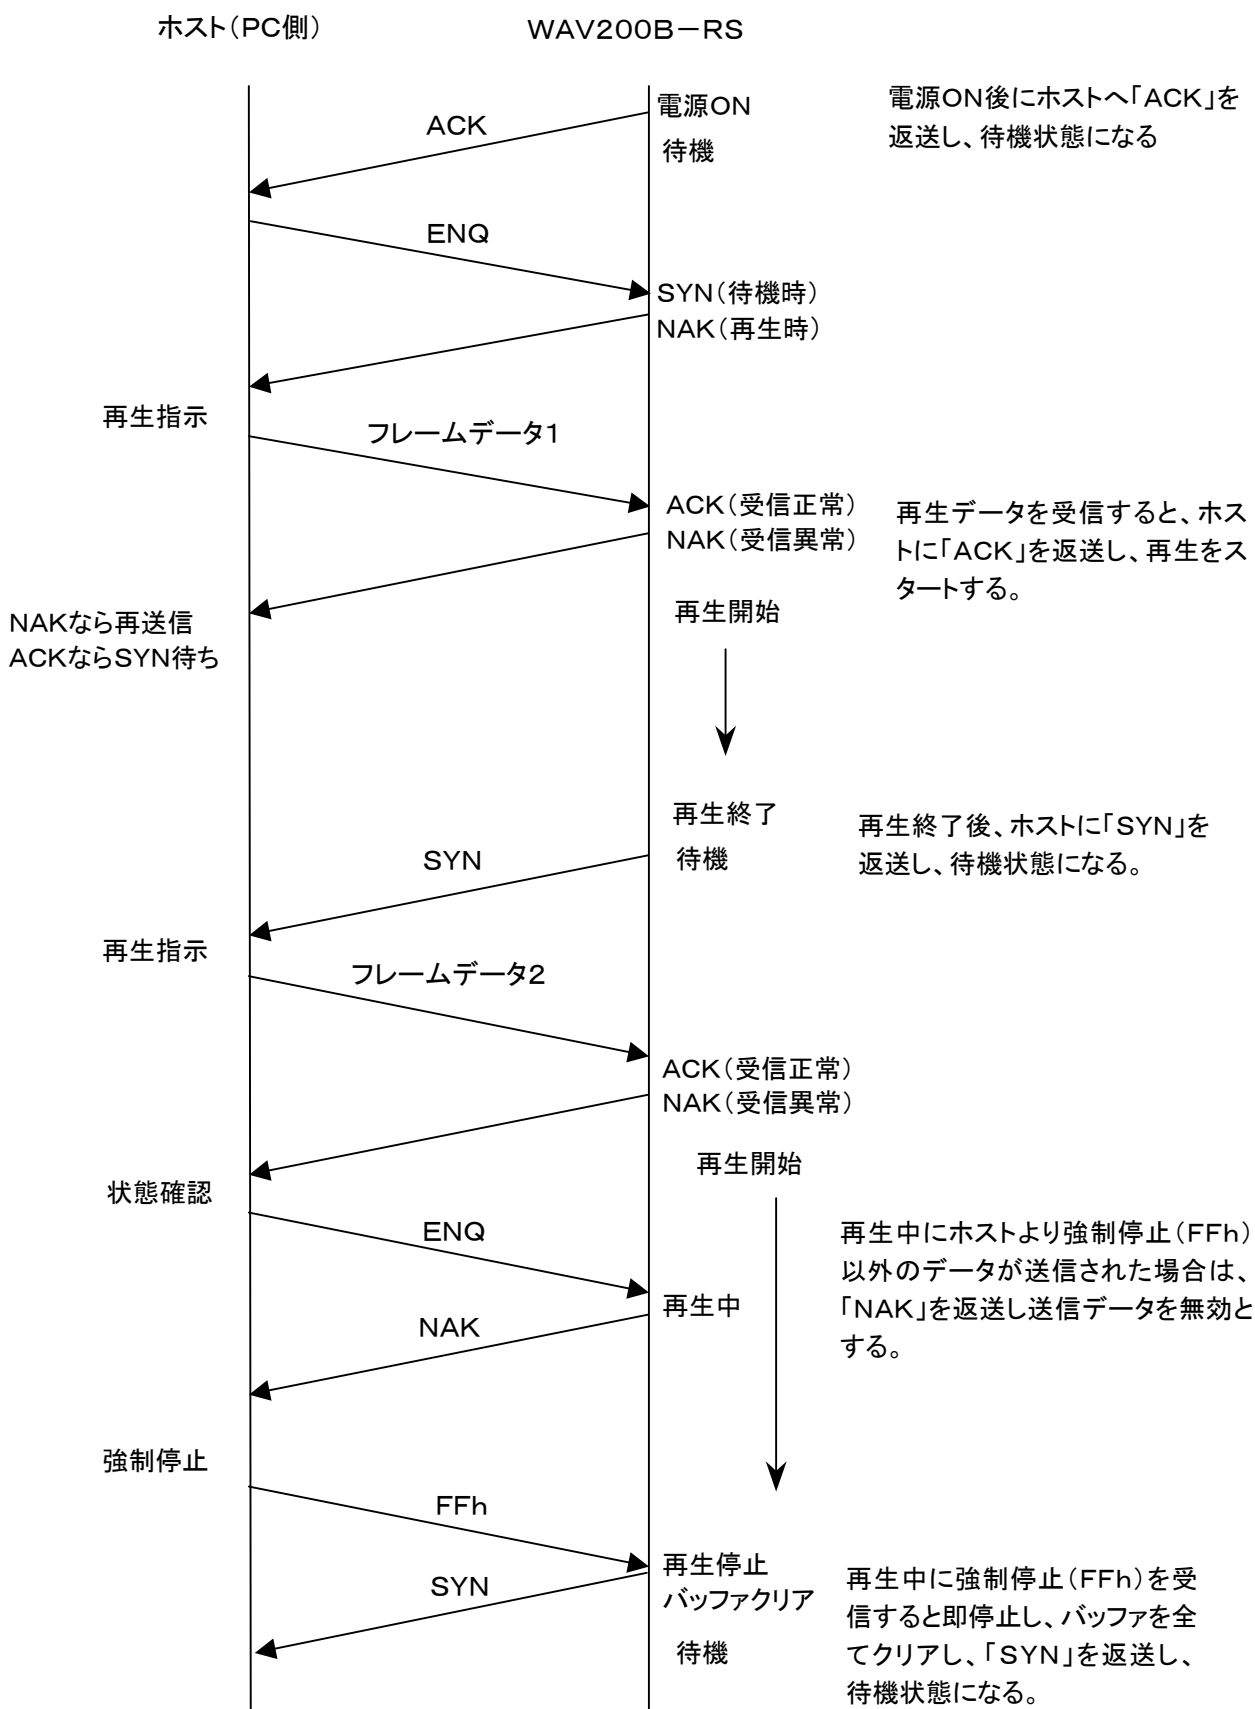 ホスト（PC側）
WAV200B－RS
電源ON
電源ON後にホストへ「ACK」を
返送し、待機状態になる
ACK
待機
ENQ
SYN（待機時）
NAK（再生時）
再生指示
フレームデータ1
ACK（受信正常）
NAK（受信異常）
再生データを受信すると、ホス
トに「ACK」を返送し、再生をス
タートする。
再生開始
NAKなら再送信
ACKならSYN待ち
再生終了
待機
再生終了後、ホストに「SYN」を
返送し、待機状態になる。
SYN
再生指示
フレームデータ2
ACK（受信正常）
NAK（受信異常）
再生開始
状態確認
ENQ
再生中にホストより強制停止（FFh）
以外のデータが送信された場合は、
「NAK」を返送し送信データを無効と
する。
再生中
NAK
強制停止
FFh
再生停止
バッファクリア
SYN
待機
再生中に強制停止（FFh）を受
信すると即停止し、バッファを全
てクリアし、「SYN」を返送し、
待機状態になる。